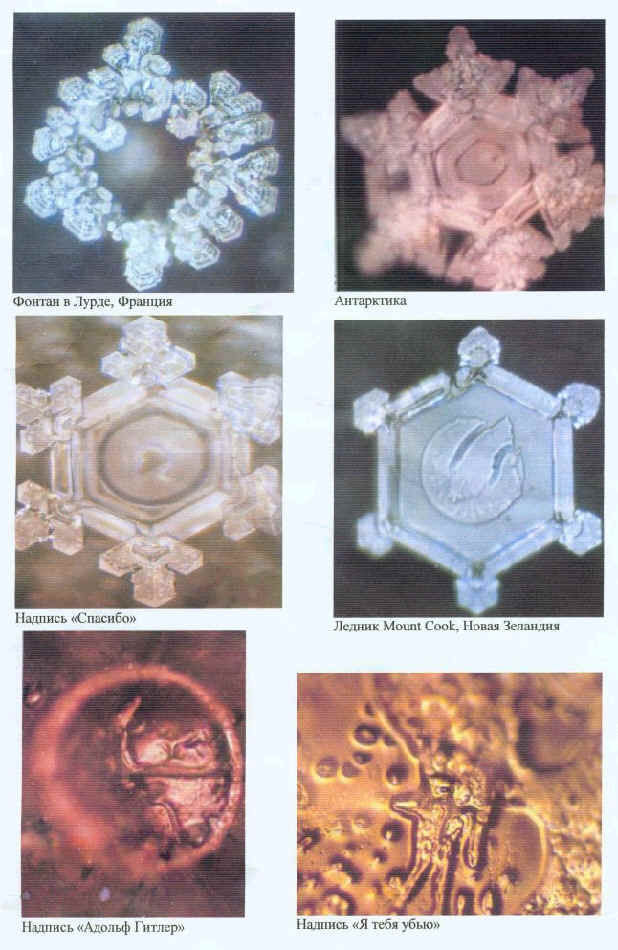 Фонтан в Лурде, Франция
Антарктика
Надпись «Спасибо»
Ледник Mount Cook, Новая Зеландия
Надпись «Адольф Гитлер»
Надпись «Я тебя убью»